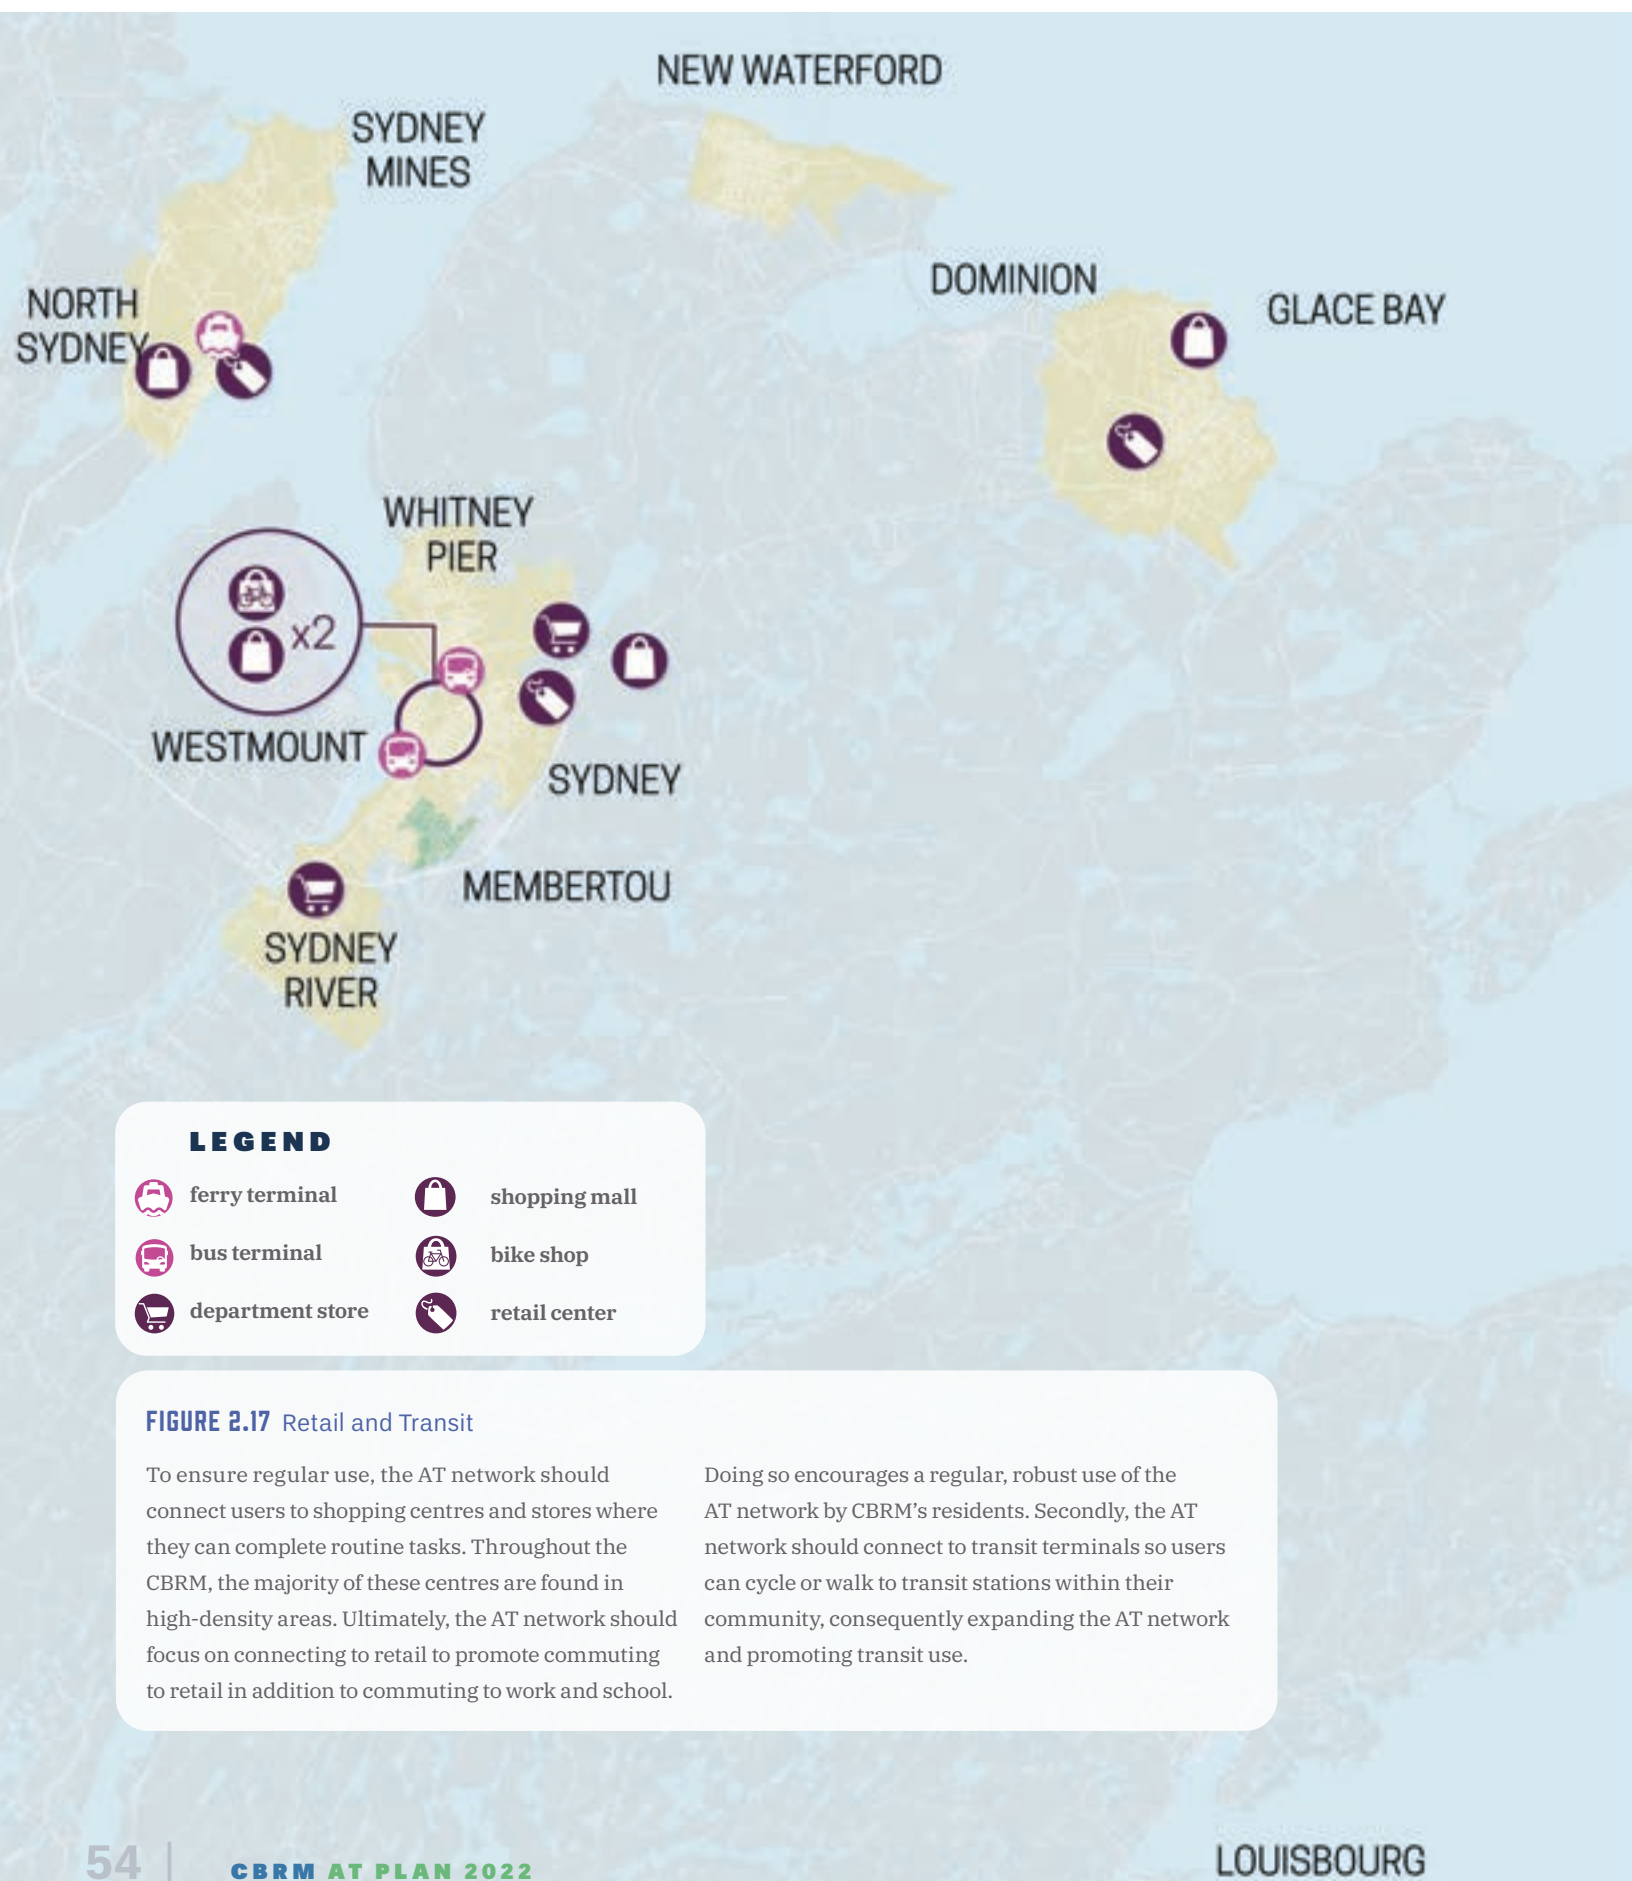 NEW WATERFORD
SYDNEY
MINES
DOMINION
GLACE BAY
NORTH
SYDNEY
WHITNEY
PIER
x2
WESTMOUNT
SYDNEY
MEMBERTOU
SYDNEY
RIVER
LEGEND
ferry terminal
bus terminal
department store
shopping mall
bike shop
retail center
FIGURE 2.17 Retail and Transit
To ensure regular use, the AT network should
connect users to shopping centres and stores where
they can complete routine tasks. Throughout the
CBRM, the majority of these centres are found in
high-density areas. Ultimately, the AT network should
focus on connecting to retail to promote commuting
to retail in addition to commuting to work and school.
Doing so encourages a regular, robust use of the
AT network by CBRM's residents. Secondly, the AT
network should connect to transit terminals so users
can cycle or walk to transit stations within their
community, consequently expanding the AT network
and promoting transit use.
LOUISBOURG
54 | CBRM AT PLAN 2022